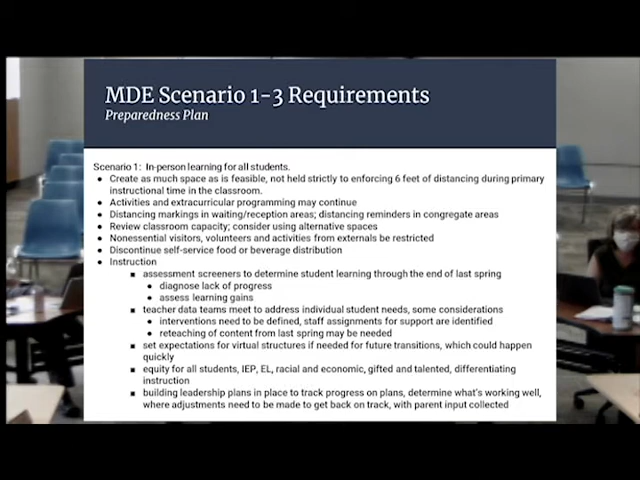 MDE Scenario 1-3 Requirements
Preparedness Plan
Scenario 1: In-person learning for all students.
• Create as much space as is feasible, not held strictly to enforcing 6 feet of distancing during primary
instructional time in the classroom.
• Activities and extracurricular programming may continue
• Distancing markings in waiting/reception areas; distancing reminders in congregate areas
• Review classroom capacity; consider using alternative spaces
• Nonessential visitors, volunteers and activities from externals be restricted
• Discontinue self-service food or beverage distribution
• Instruction
■ assessment screeners to determine student learning through the end of last spring
• diagnose lack of progress
• assess learning gains
■ teacher data teams meet to address individual student needs, some considerations
• interventions need to be defined, staff assignments for support are identified
• reteaching of content from last spring may be needed
■ set expectations for virtual structures if needed for future transitions, which could happen
quickly
■ equity for all students, IEP, EL, racial and economic, gifted and talented, differentiating
instruction
■ building leadership plans in place to track progress on plans, determine what's working well,
where adjustments need to be made to get back on track, with parent input collected